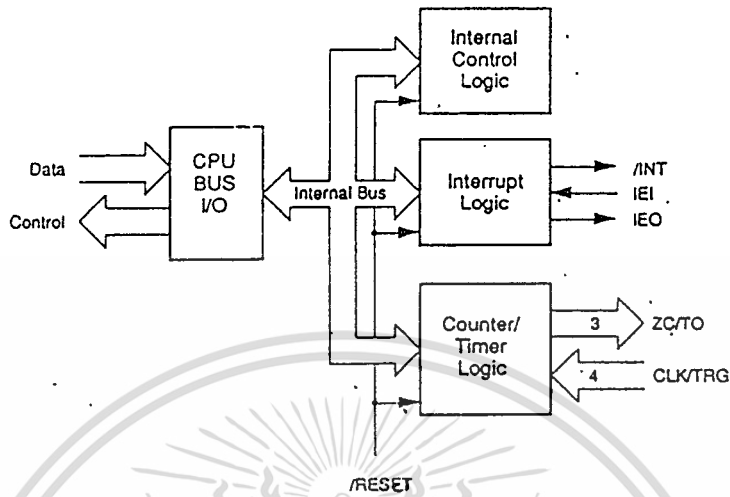 Internal
Control
Logic
Data
Control
CPU
BUS
I/O
Internal Bus
Interrupt
Logic
/INT
IEI
IEO
Counter/
Timer
Logic
3
ZC/TO
4
CLK/TRG
/RESET